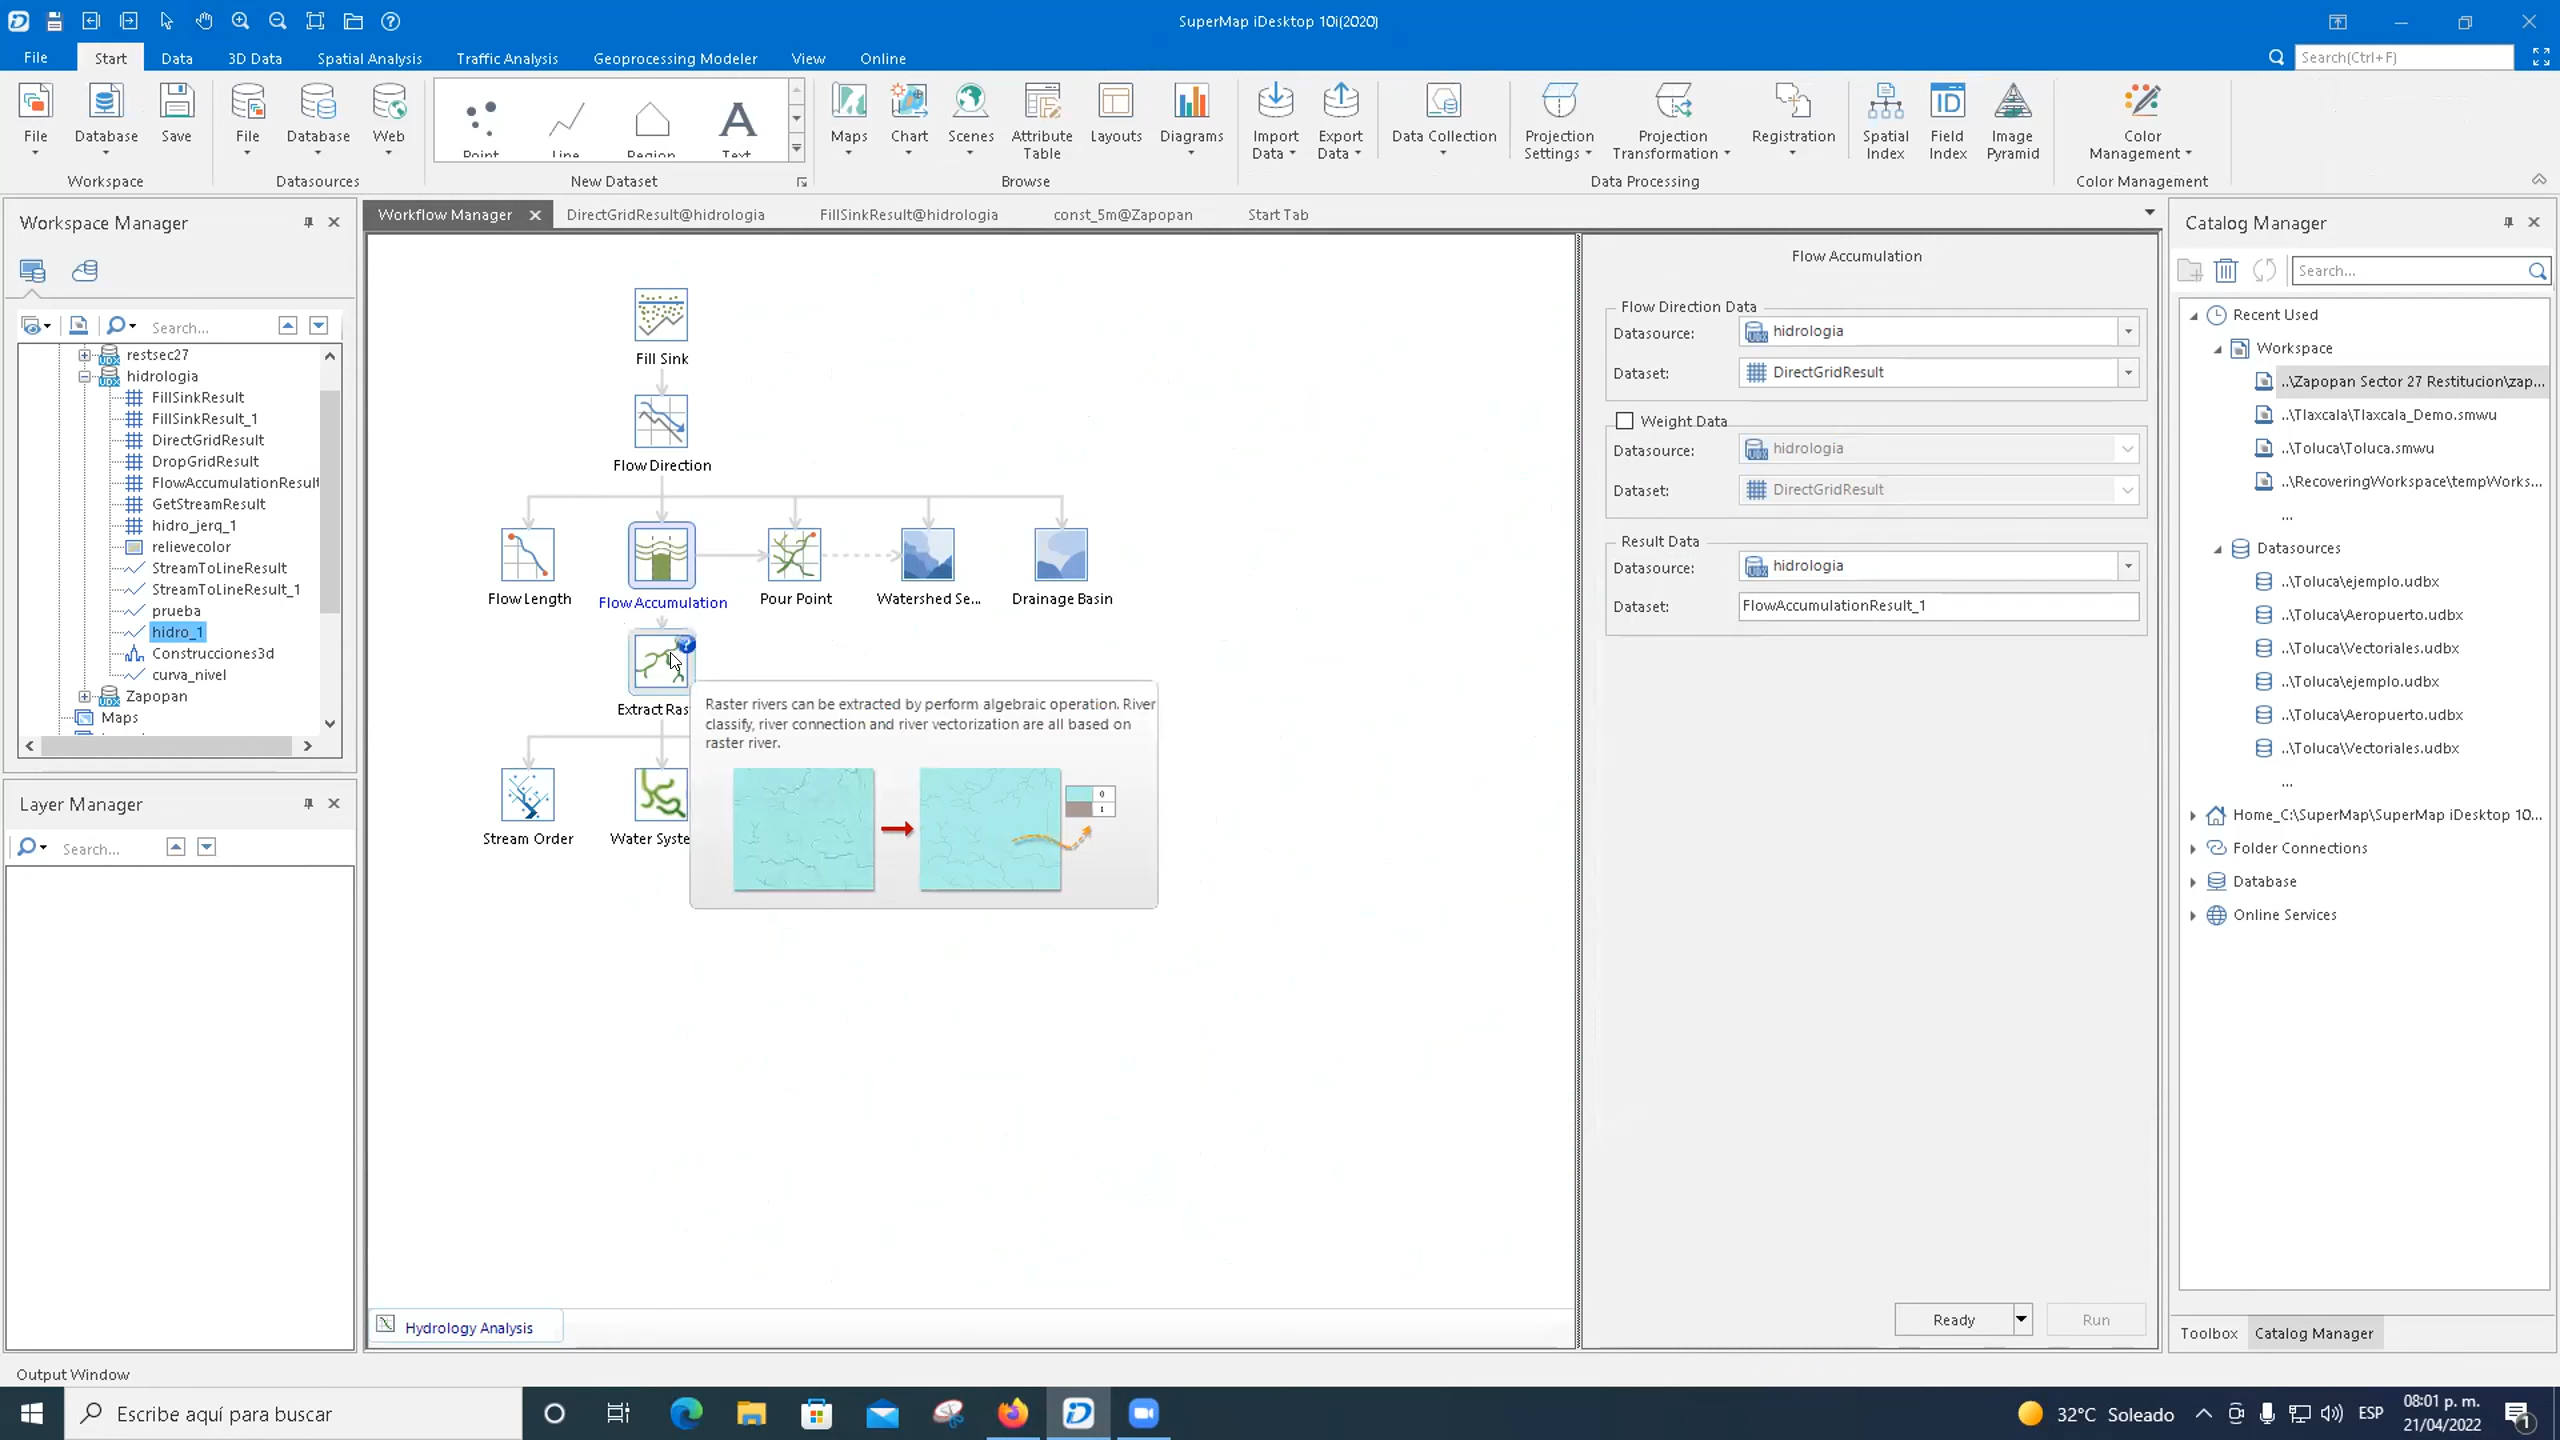 SuperMap iDesktop 10i(2020)
File Start Data 3D Data Spatial Analysis Traffic Analysis Geoprocessing Modeler View Online Search(Ctrl+F)
File Database Save File Database Web Point Line Region Text Maps Chart Scenes Attribute Table Layouts Diagrams Import Data Export Data Data Collection Projection Settings Projection Transformation Registration Spatial Index Field Index Image Pyramid Color Management
Workspace Datasources New Dataset Browse Data Processing Color Management
Workspace Manager
Search...
restsec27
hidrologia
FillSinkResult
FillSinkResult_1
DirectGridResult
DropGridResult
FlowAccumulationResult
GetStreamResult
hidro_jerq_1
relievecolor
StreamToLineResult
StreamToLineResult_1
prueba
hidro_1
Construcciones3d
curva_nivel
Zapopan
Maps
Layer Manager
Search...
Workflow Manager DirectGridResult@hidrologia FillSinkResult@hidrologia const_5m@Zapopan Start Tab
Fill Sink
Flow Direction
Flow Length Flow Accumulation Pour Point Watershed Se... Drainage Basin
Extract Ras
Raster rivers can be extracted by perform algebraic operation. River
classify, river connection and river vectorization are all based on
raster river.
0
1
Stream Order Water Syste
Hydrology Analysis
Flow Accumulation
Flow Direction Data
Datasource: hidrologia
Dataset: DirectGridResult
Weight Data
Datasource: hidrologia
Dataset: DirectGridResult
Result Data
Datasource: hidrologia
Dataset: FlowAccumulationResult_1
Ready Run
Catalog Manager
Search...
Recent Used
Workspace
..\Zapopan Sector 27 Restitucion\zap...
..\Tlaxcala\Tlaxcala_Demo.smwu
..\Toluca\Toluca.smwu
..\RecoveringWorkspace\tempWorks...
...
Datasources
..\Toluca\ejemplo.udbx
..\Toluca\Aeropuerto.udbx
..\Toluca\Vectoriales.udbx
..\Toluca\ejemplo.udbx
..\Toluca\Aeropuerto.udbx
..\Toluca\Vectoriales.udbx
...
Home_C:\SuperMap\SuperMap iDesktop 10...
Folder Connections
Database
Online Services
Toolbox Catalog Manager
Output Window
Escribe aquí para buscar
32°C Soleado ESP 08:01 p. m.
21/04/2022 1